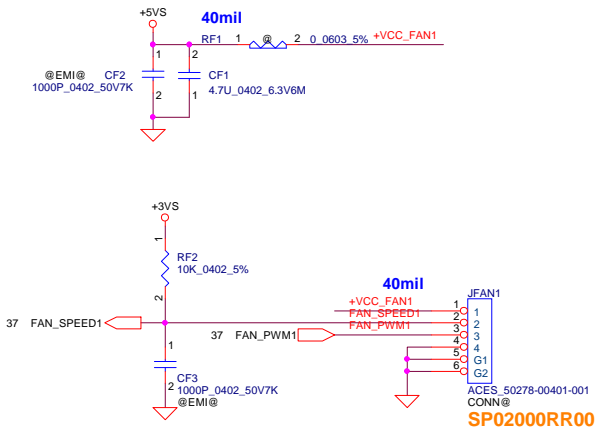 +5VS
40mil
RF1 1 @ 2 0_0603_5% +VCC_FAN1
1 2
@EMI@ CF2 CF1
1000P_0402_50V7K 4.7U_0402_6.3V6M
2 1
+3VS
1
RF2
10K_0402_5%
2
40mil
JFAN1
+VCC_FAN1 1 1
37 FAN_SPEED1 FAN_SPEED1 2 2
37 FAN_PWM1 FAN_PWM1 3 3
4 4
5 G1
6 G2
1
CF3
2 1000P_0402_50V7K
@EMI@
ACES_50278-00401-001
CONN@
SP02000RR00